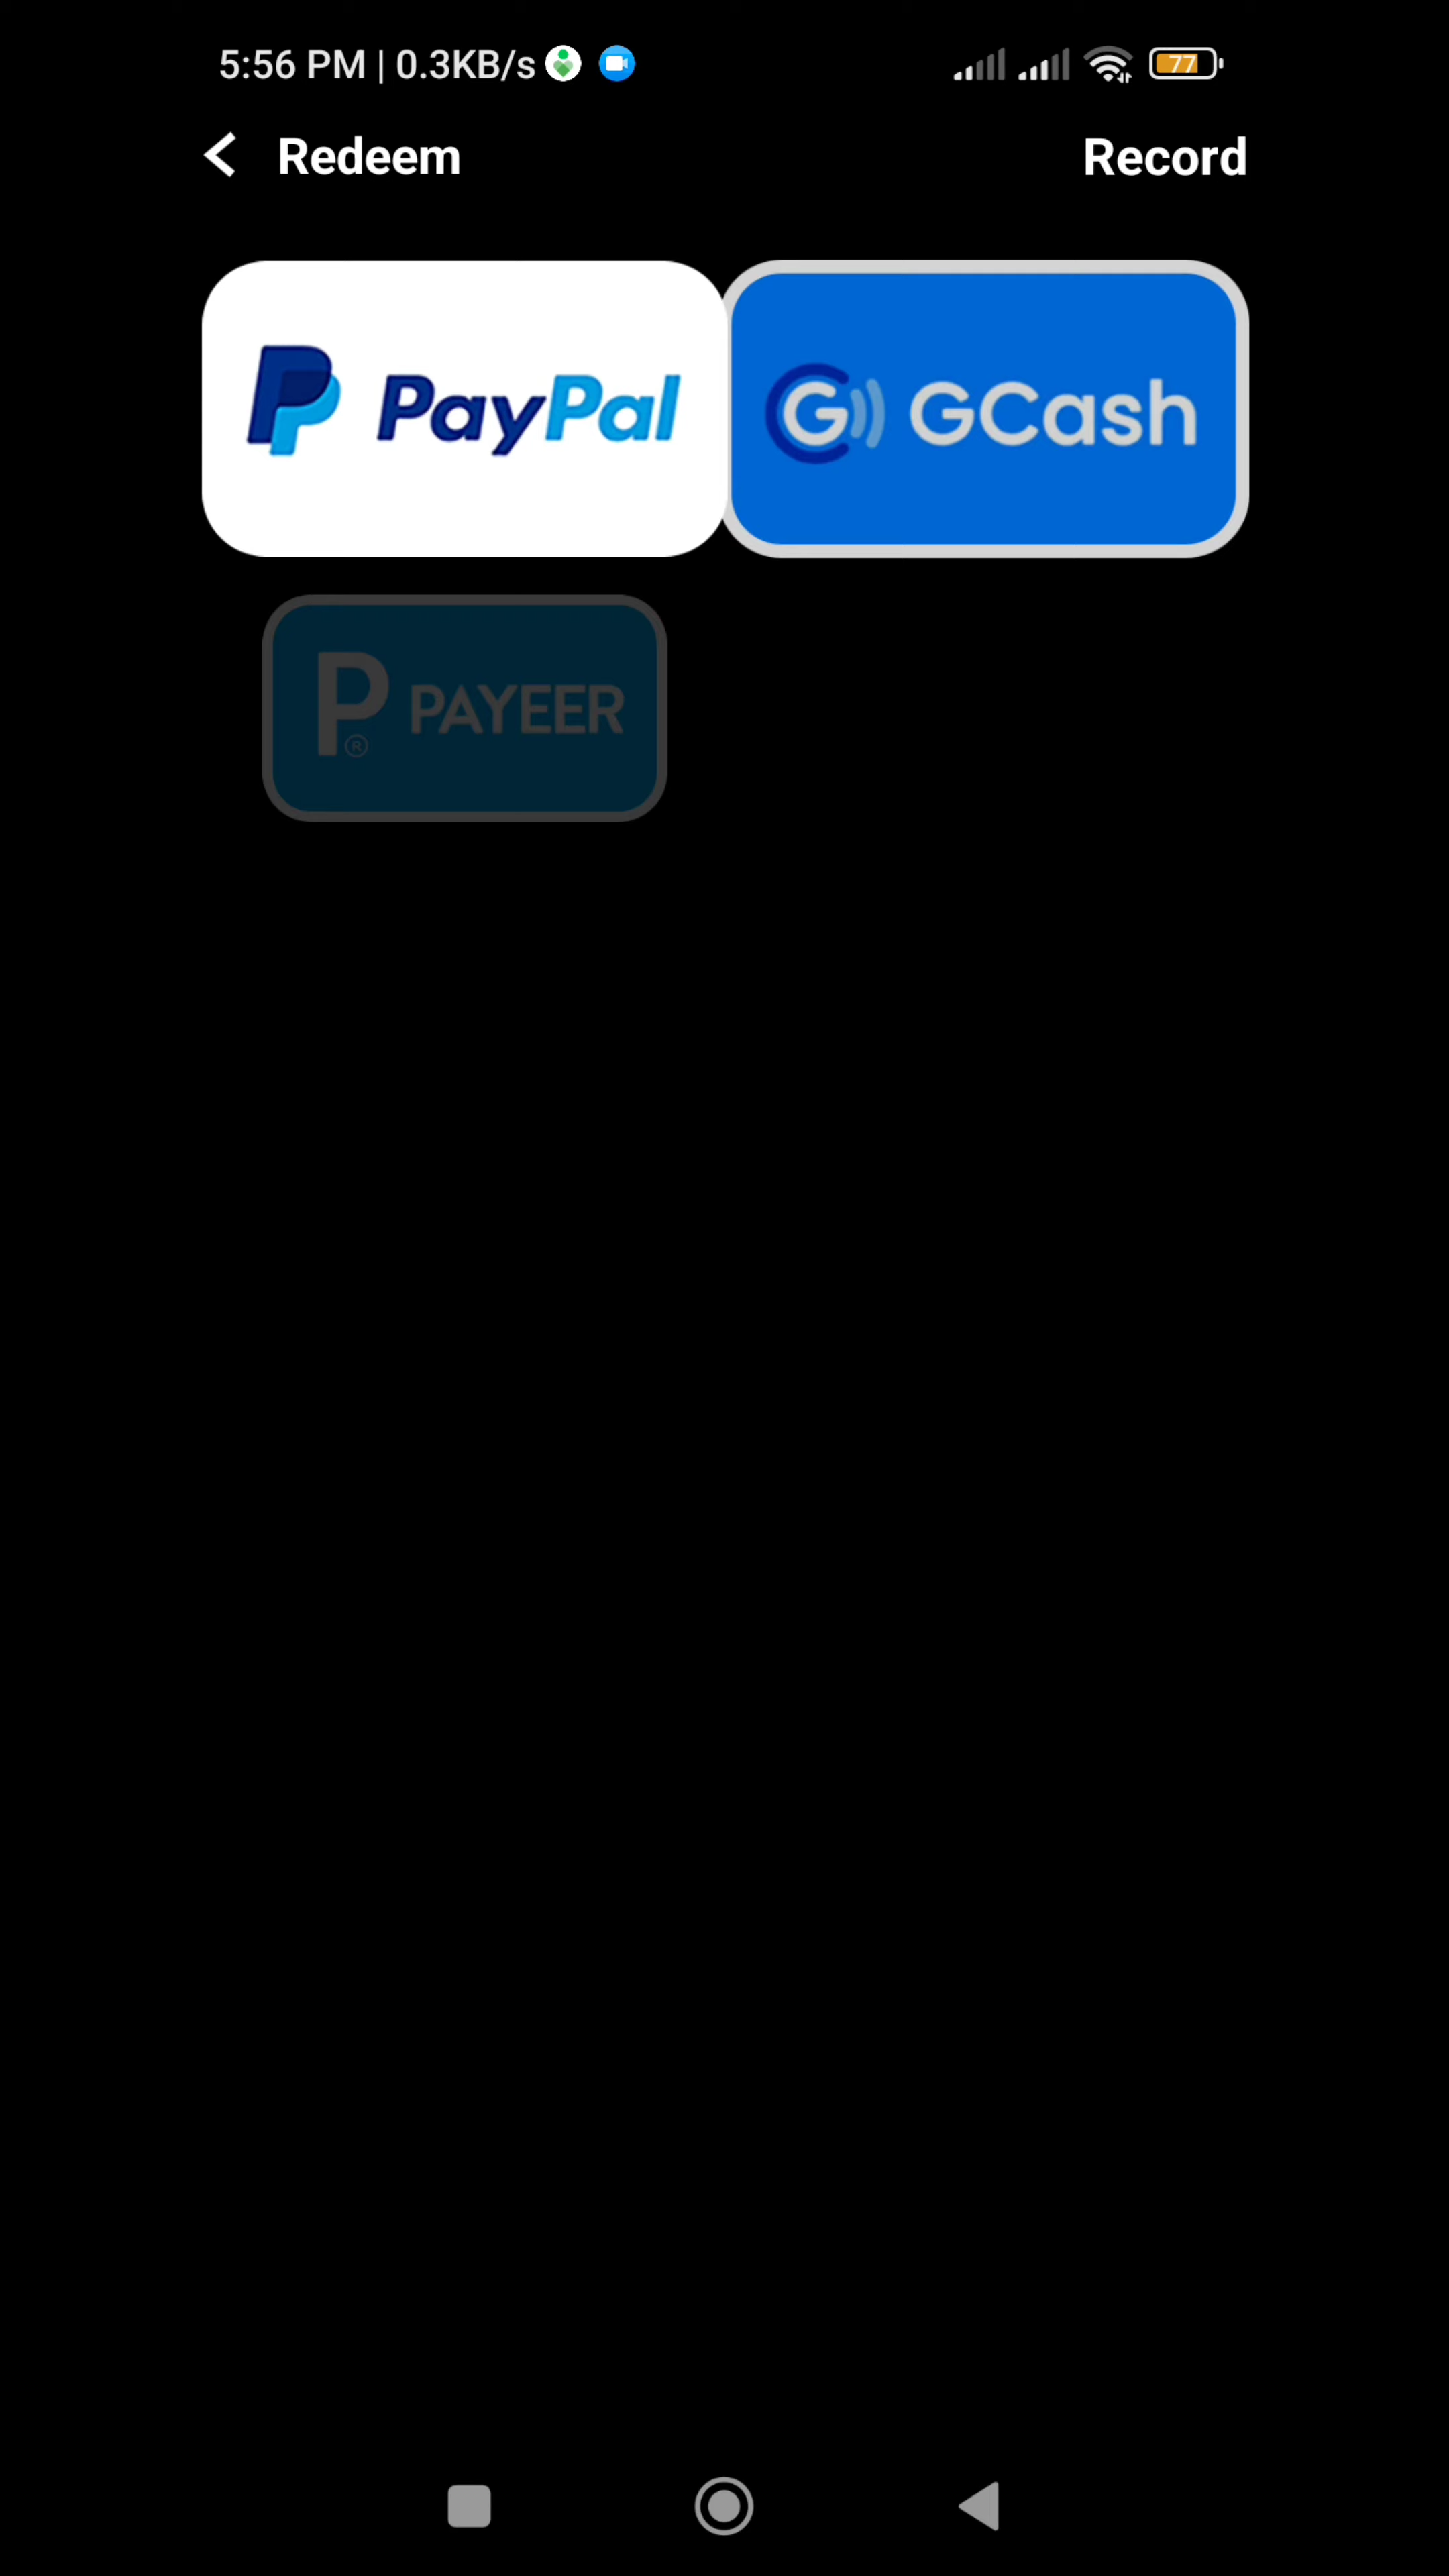 5:56 PM | 0.3KB/s 77
Redeem Record
PayPal G GCash
P PAYEER
®